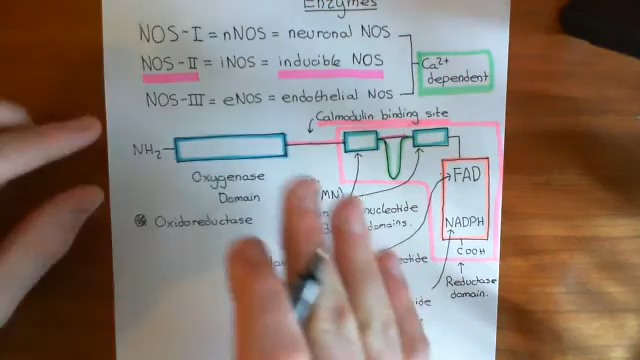 Enzymes
NOS-I = nNOS = neuronal NOS
NOS-II = iNOS = inducible NOS
NOS-III = eNOS = endothelial NOS
Ca2+
dependent
Calmodulin binding site
NH2
Oxygenase
Domain
FAD
NADPH
COOH
Reductase
domain.
Oxidoreductase
MN)
nucleotide
domains.